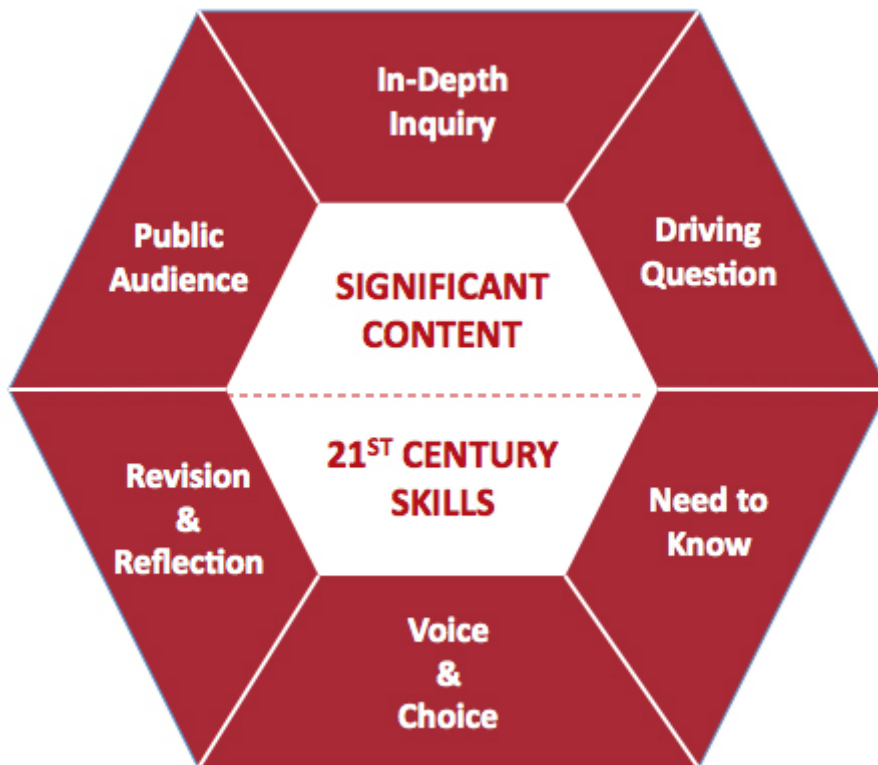 In-Depth
Inquiry
Driving
Question
Need to
Know
Voice
&
Choice
Revision
&
Reflection
Public
Audience
SIGNIFICANT
CONTENT
21ST CENTURY
SKILLS